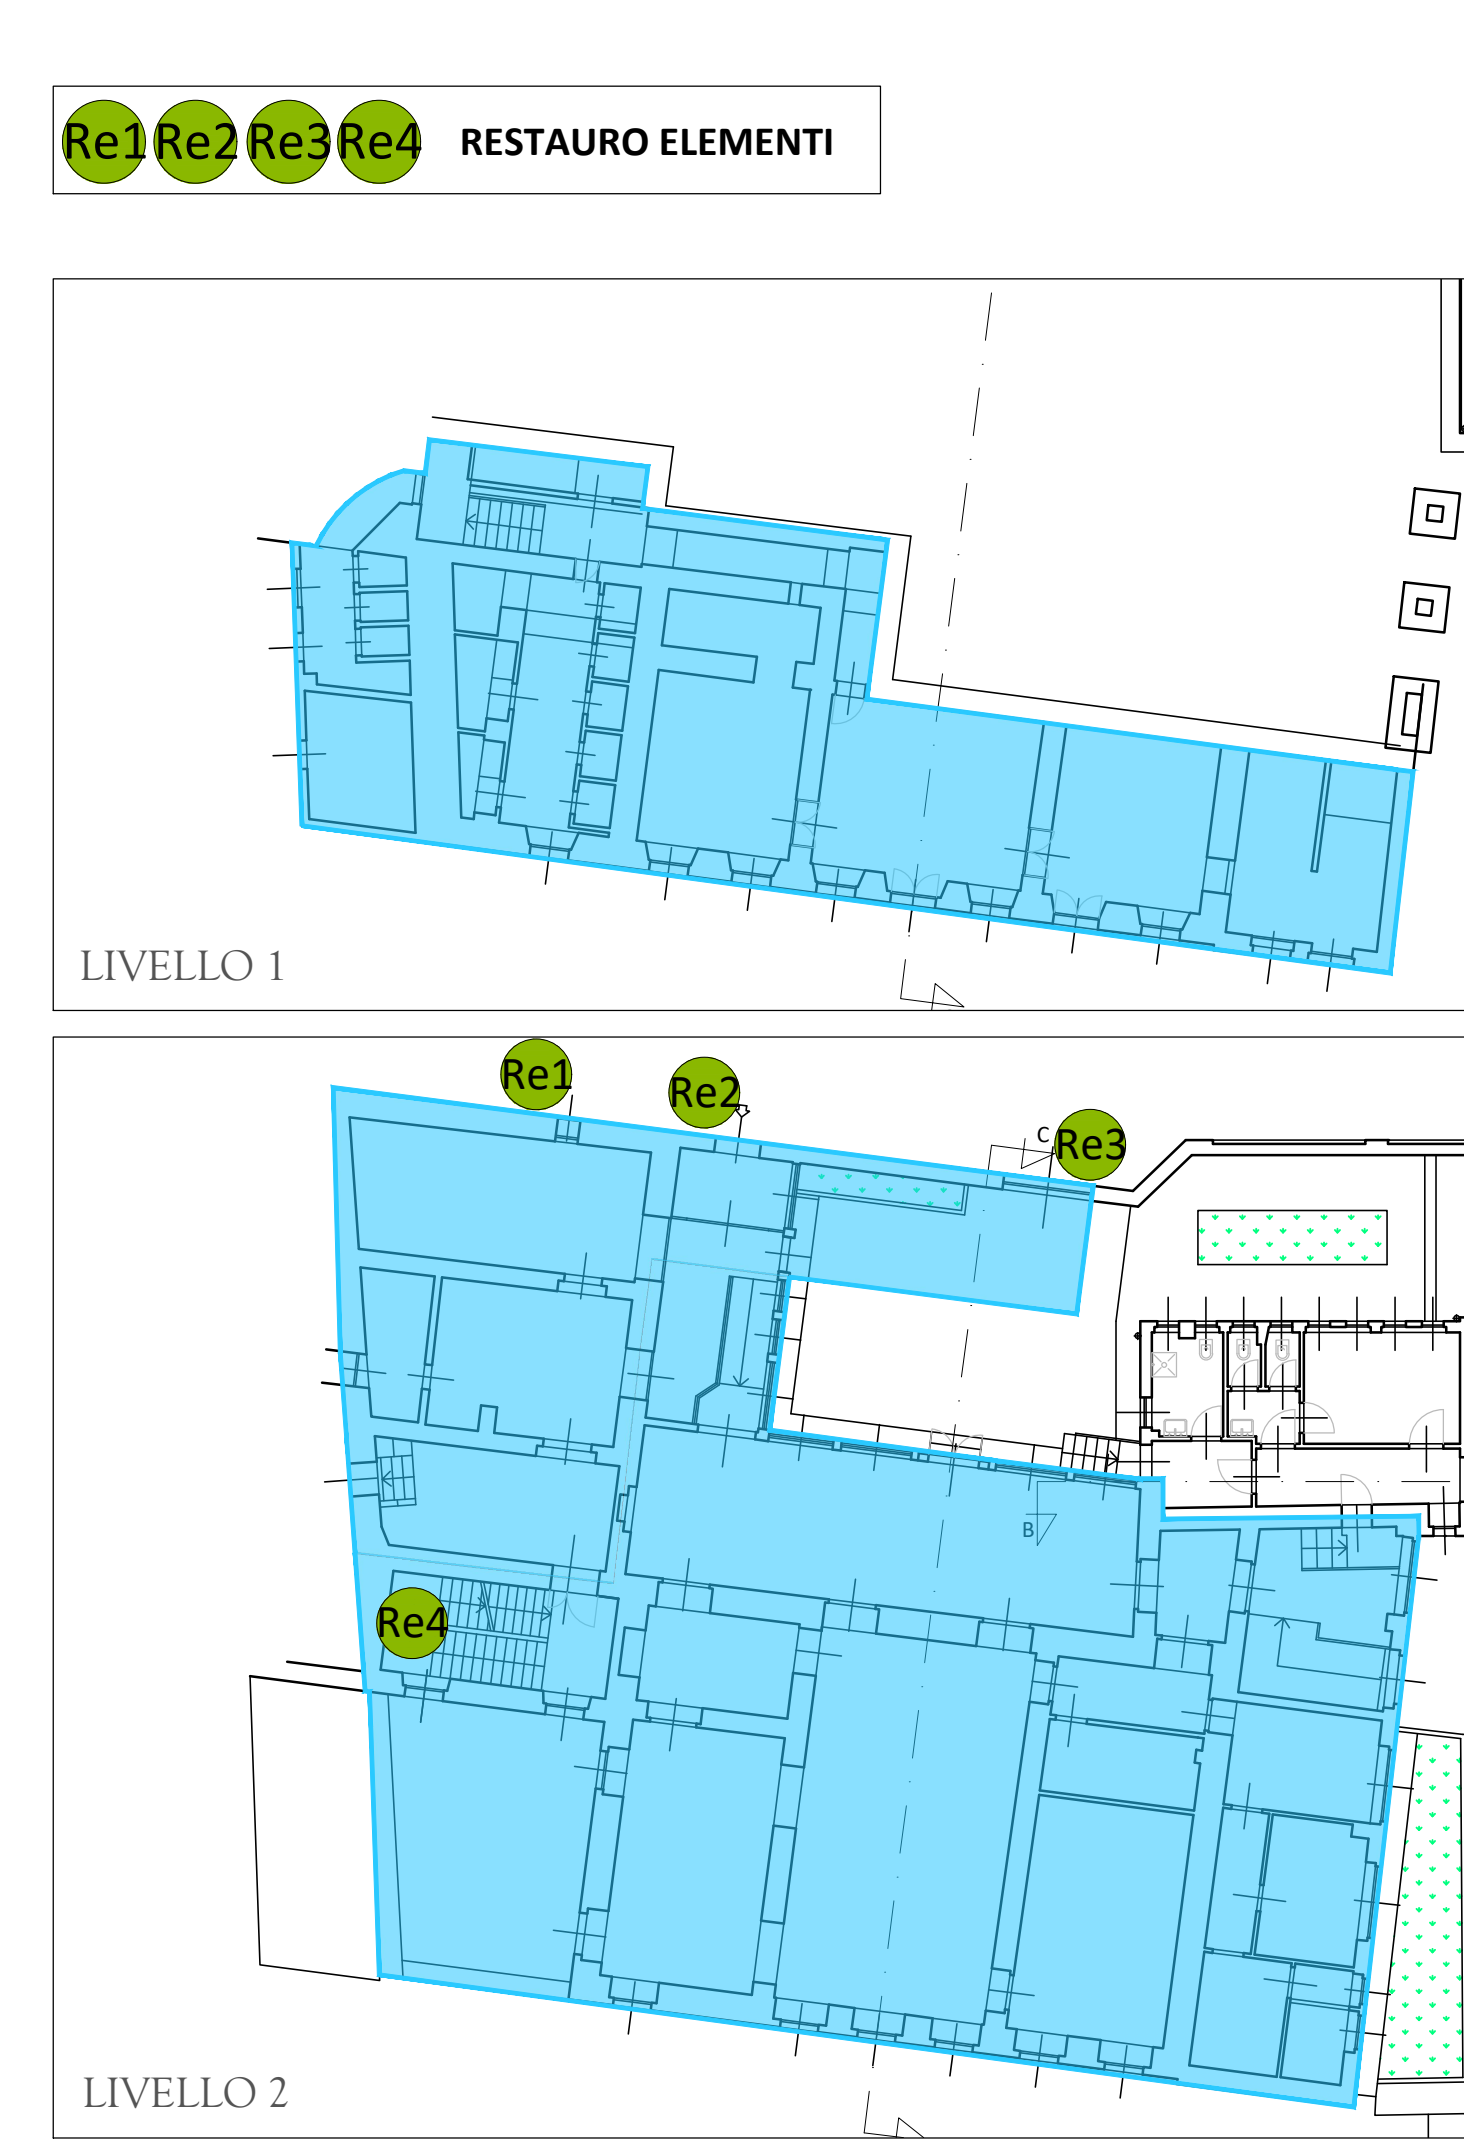 Re1 Re2 Re3 Re4 RESTAURO ELEMENTI
LIVELLO 1
Re1
Re2
C
Re3
B
Re4
LIVELLO 2